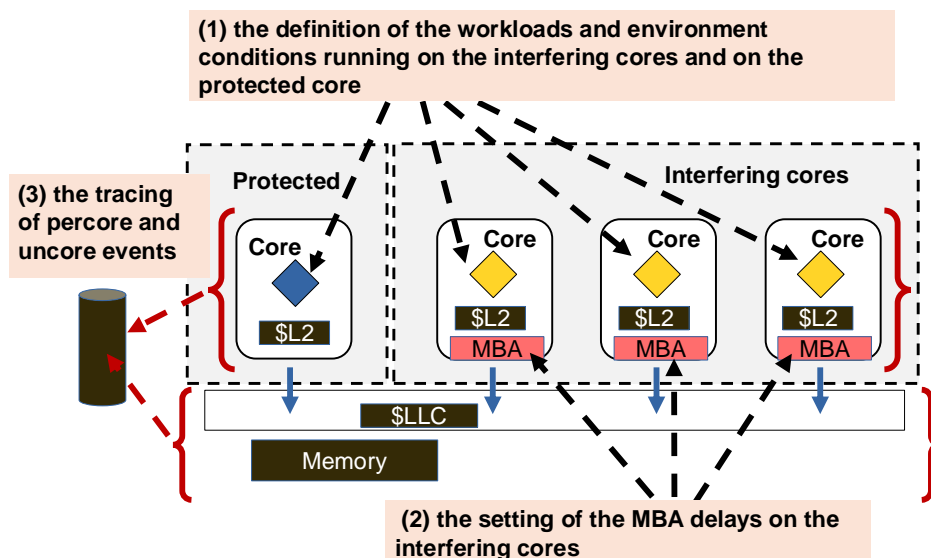 (1) the definition of the workloads and environment
conditions running on the interfering cores and on the
protected core
(3) the tracing
of percore and
uncore events
Protected
Interfering cores
Core
Core
Core
Core
$L2
$L2
$L2
$L2
MBA
MBA
MBA
$LLC
Memory
(2) the setting of the MBA delays on the
interfering cores